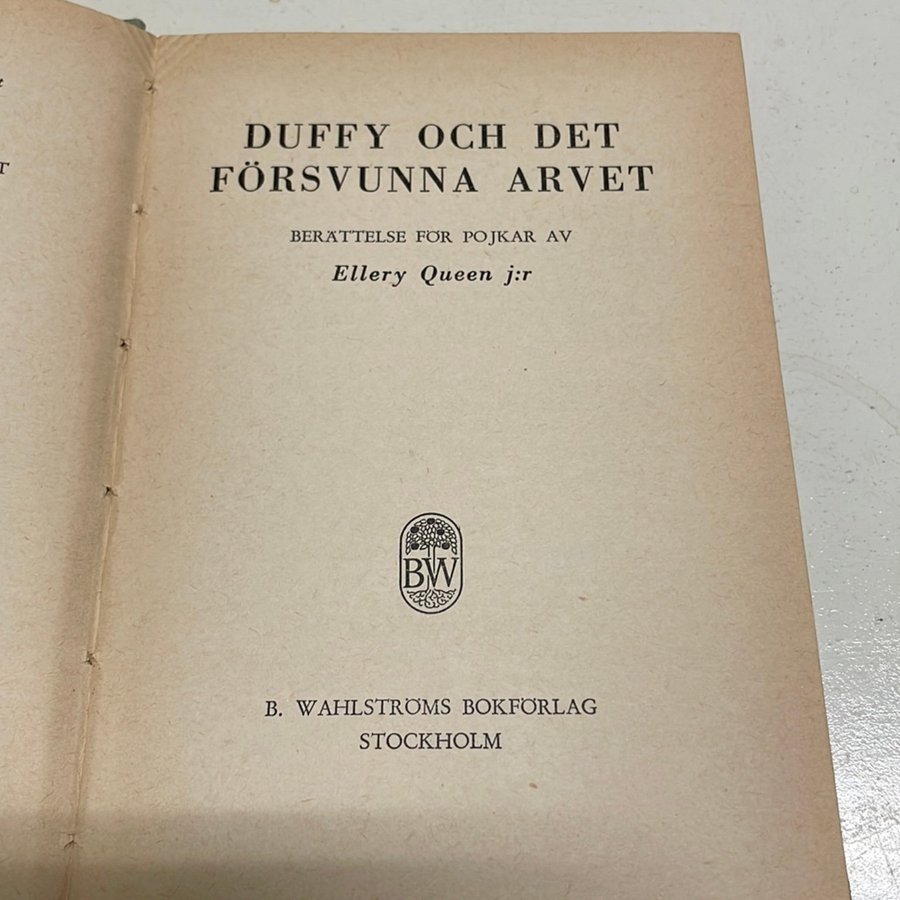 DUFFY OCH DET
FÖRSVUNNA ARVET
BERÄTTELSE FÖR POJKAR AV
Ellery Queen j:r
BW
B. WAHLSTRÖMS BOKFÖRLAG
STOCKHOLM